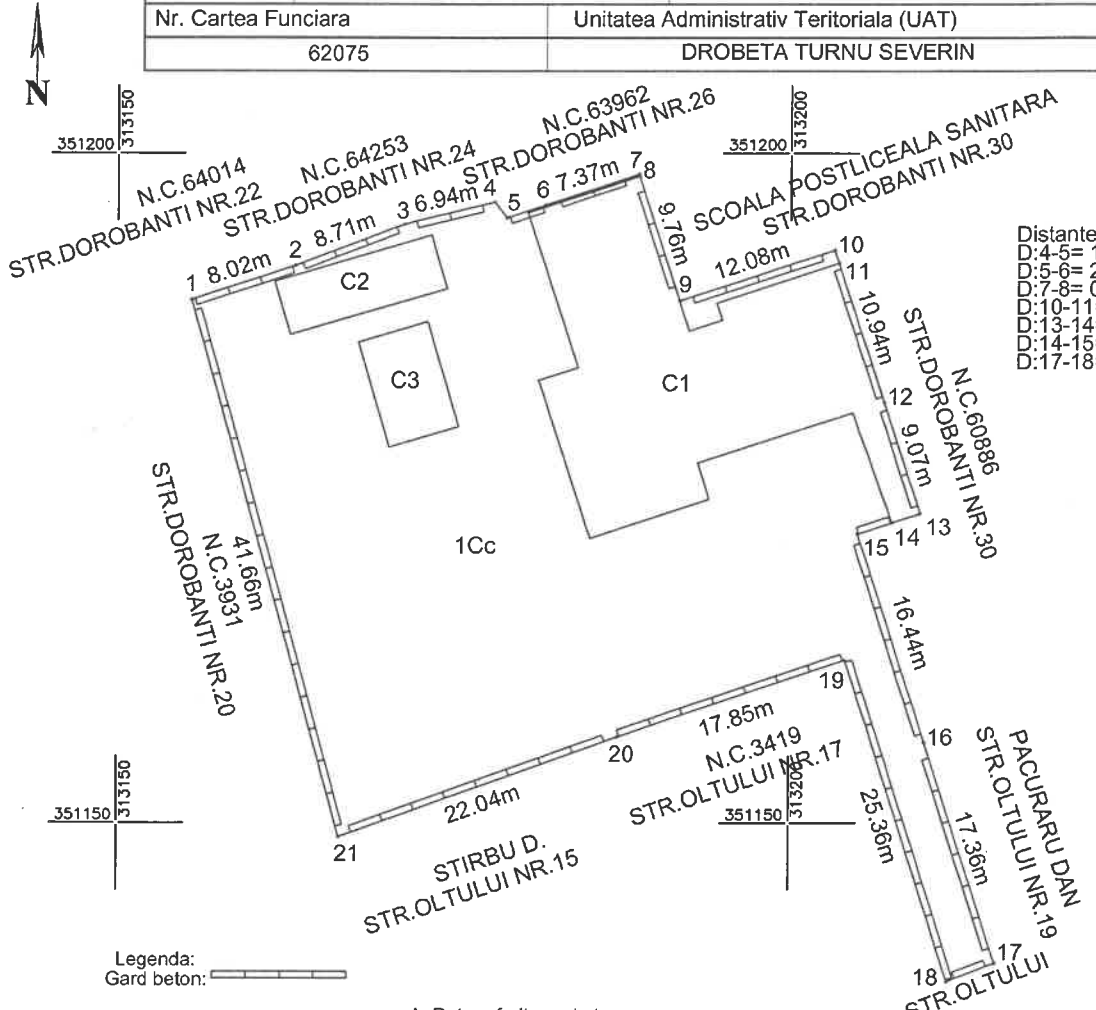 Nr. Cartea Funciara
Unitatea Administrativ Teritoriala (UAT)
62075
DROBETA TURNU SEVERIN
N
351200
313150
351200
313200
N.C.64014
STR.DOROBANTI NR.22
N.C.64253
STR.DOROBANTI NR.24
N.C.63962
STR.DOROBANTI NR.26
SCOALA POSTLICEALA SANITARA
STR.DOROBANTI NR.30
1
8.02m
2
8.71m
3
6.94m
4
5
6
7.37m
7
8
9.76m
9
12.08m
10
11
10.94m
12
9.07m
13
14
15
N.C.60886
STR.DOROBANTI NR.30
Distante
D:4-5= 1
D:5-6= 2
D:7-8= 0
D:10-11
D:13-14
D:14-15
D:17-18
C2
C3
C1
1Cc
41.66m
N.C.3931
STR.DOROBANTI NR.20
16.44m
16
19
17.85m
20
N.C.3419
STR.OLTULUI NR.17
22.04m
21
STIRBU D.
STR.OLTULUI NR.15
25.36m
17.36m
PACURARU DAN
STR.OLTULUI NR.19
17
18
STR.OLTULUI
351150
313150
351150
313200
Legenda:
Gard beton: